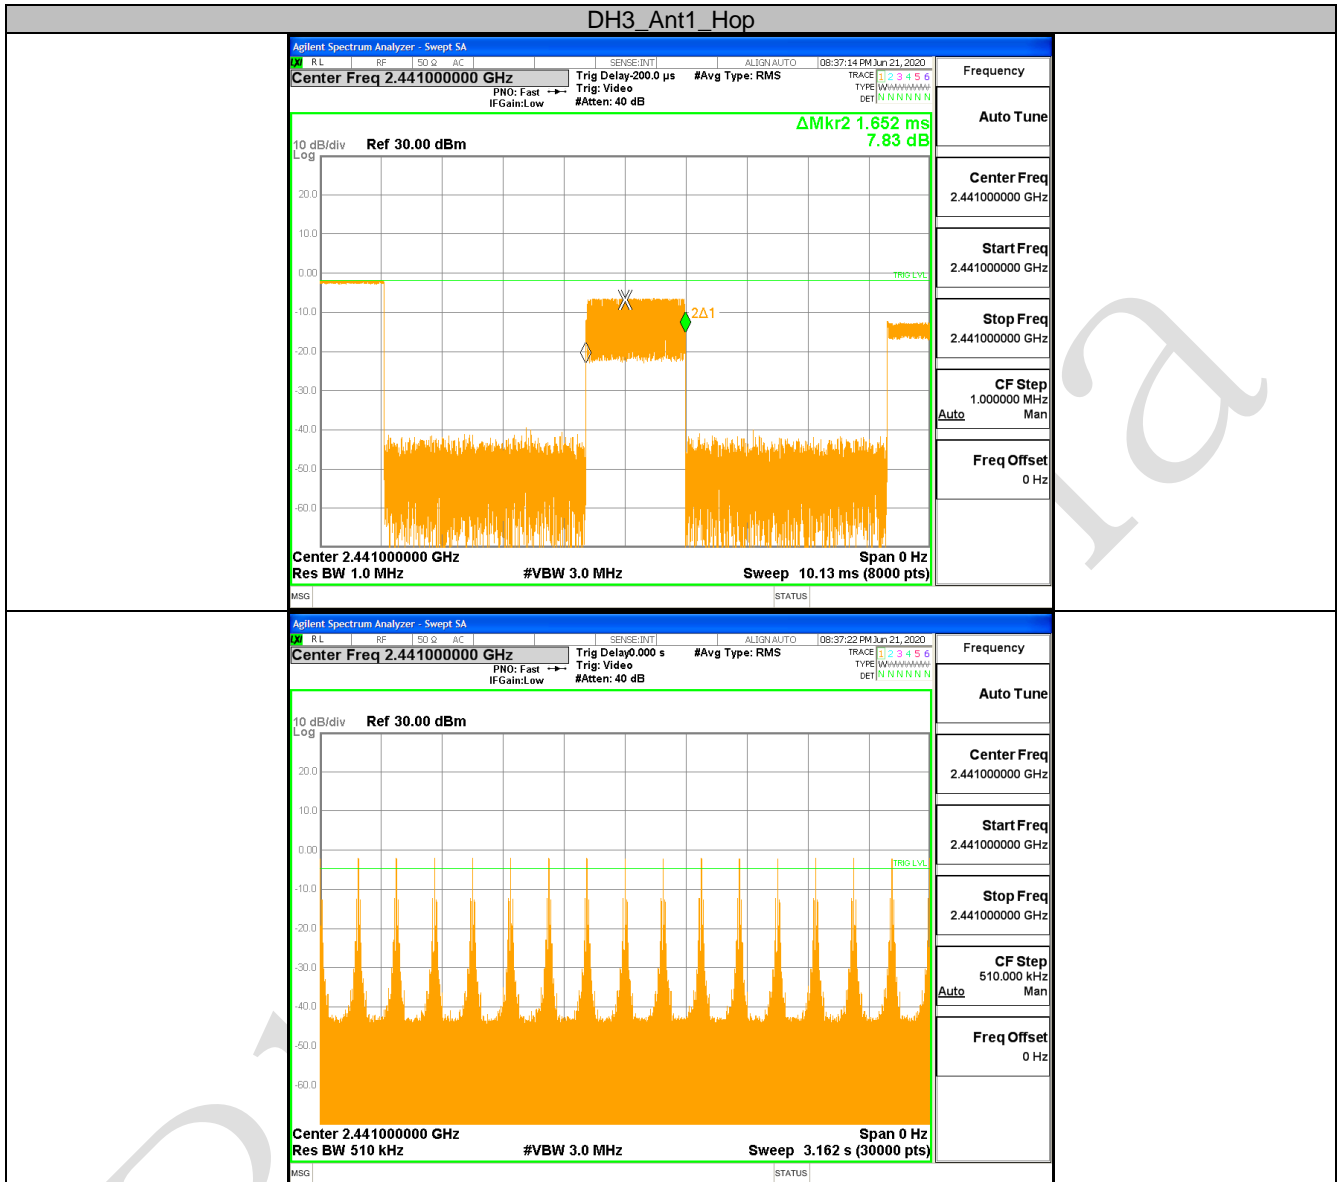 DH3_Ant1_Hop
Agilent Spectrum Analyzer - Swept SA
LXI RL RF 50 Ω AC SENSE:INT ALIGN AUTO 08:37:14 PM Jun 21, 2020
Center Freq 2.441000000 GHz
PNO: Fast
IFGain:Low
Trig Delay-200.0 µs
Trig: Video
#Atten: 40 dB
#Avg Type: RMS
TRACE 1 2 3 4 5 6
TYPE W
DET N N N N N N
ΔMkr2 1.652 ms
7.83 dB
10 dB/div
Log
Ref 30.00 dBm
20.0
10.0
0.00
TRIG LVL
-10.0
2Δ1
-20.0
-30.0
-40.0
-50.0
-60.0
Center 2.441000000 GHz
Span 0 Hz
Res BW 1.0 MHz
#VBW 3.0 MHz
Sweep 10.13 ms (8000 pts)
MSG
STATUS
Frequency
Auto Tune
Center Freq
2.441000000 GHz
Start Freq
2.441000000 GHz
Stop Freq
2.441000000 GHz
CF Step
1.000000 MHz
Auto Man
Freq Offset
0 Hz
Agilent Spectrum Analyzer - Swept SA
LXI RL RF 50 Ω AC SENSE:INT ALIGN AUTO 08:37:22 PM Jun 21, 2020
Center Freq 2.441000000 GHz
PNO: Fast
IFGain:Low
Trig Delay0.000 s
Trig: Video
#Atten: 40 dB
#Avg Type: RMS
TRACE 1 2 3 4 5 6
TYPE W
DET N N N N N N
10 dB/div
Log
Ref 30.00 dBm
20.0
10.0
0.00
TRIG LVL
-10.0
-20.0
-30.0
-40.0
-50.0
-60.0
Center 2.441000000 GHz
Span 0 Hz
Res BW 510 kHz
#VBW 3.0 MHz
Sweep 3.162 s (30000 pts)
MSG
STATUS
Frequency
Auto Tune
Center Freq
2.441000000 GHz
Start Freq
2.441000000 GHz
Stop Freq
2.441000000 GHz
CF Step
510.000 kHz
Auto Man
Freq Offset
0 Hz